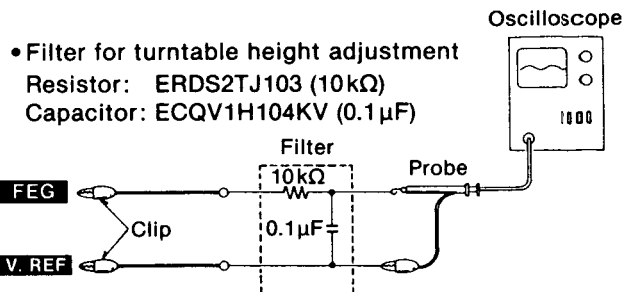 Oscilloscope
• Filter for turntable height adjustment
Resistor: ERDS2TJ103 (10kΩ)
Capacitor: ECQV1H104KV (0.1μF)
Filter
10kΩ
Probe
FEG
Clip
0.1μF
V. REF